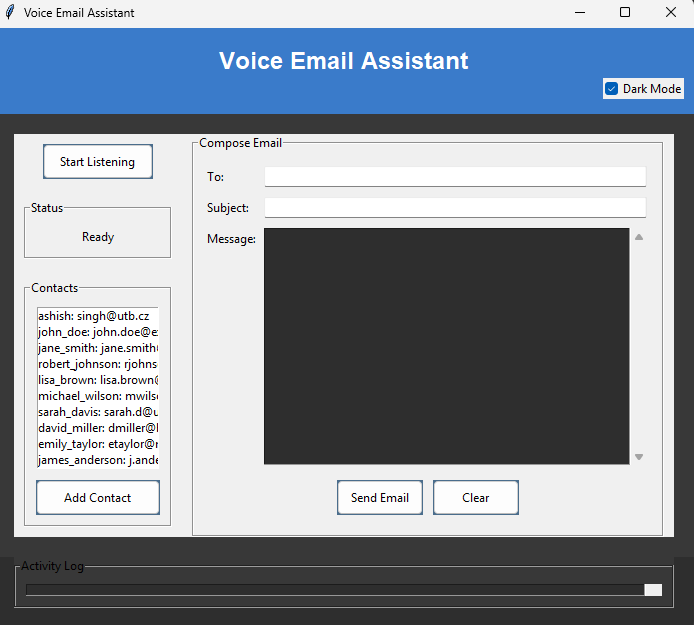 Voice Email Assistant
Voice Email Assistant
Dark Mode
Start Listening
Status
Ready
Contacts
ashish: singh@utb.cz
john_doe: john.doe@e
jane_smith: jane.smith
robert_johnson: rjohns
lisa_brown: lisa.brown@
michael_wilson: mwils
sarah_davis: sarah.d@u
david_miller: dmiller@
emily_taylor: etaylor@
james_anderson: j.ande
Add Contact
Compose Email
To:
Subject:
Message:
Send Email
Clear
Activity Log